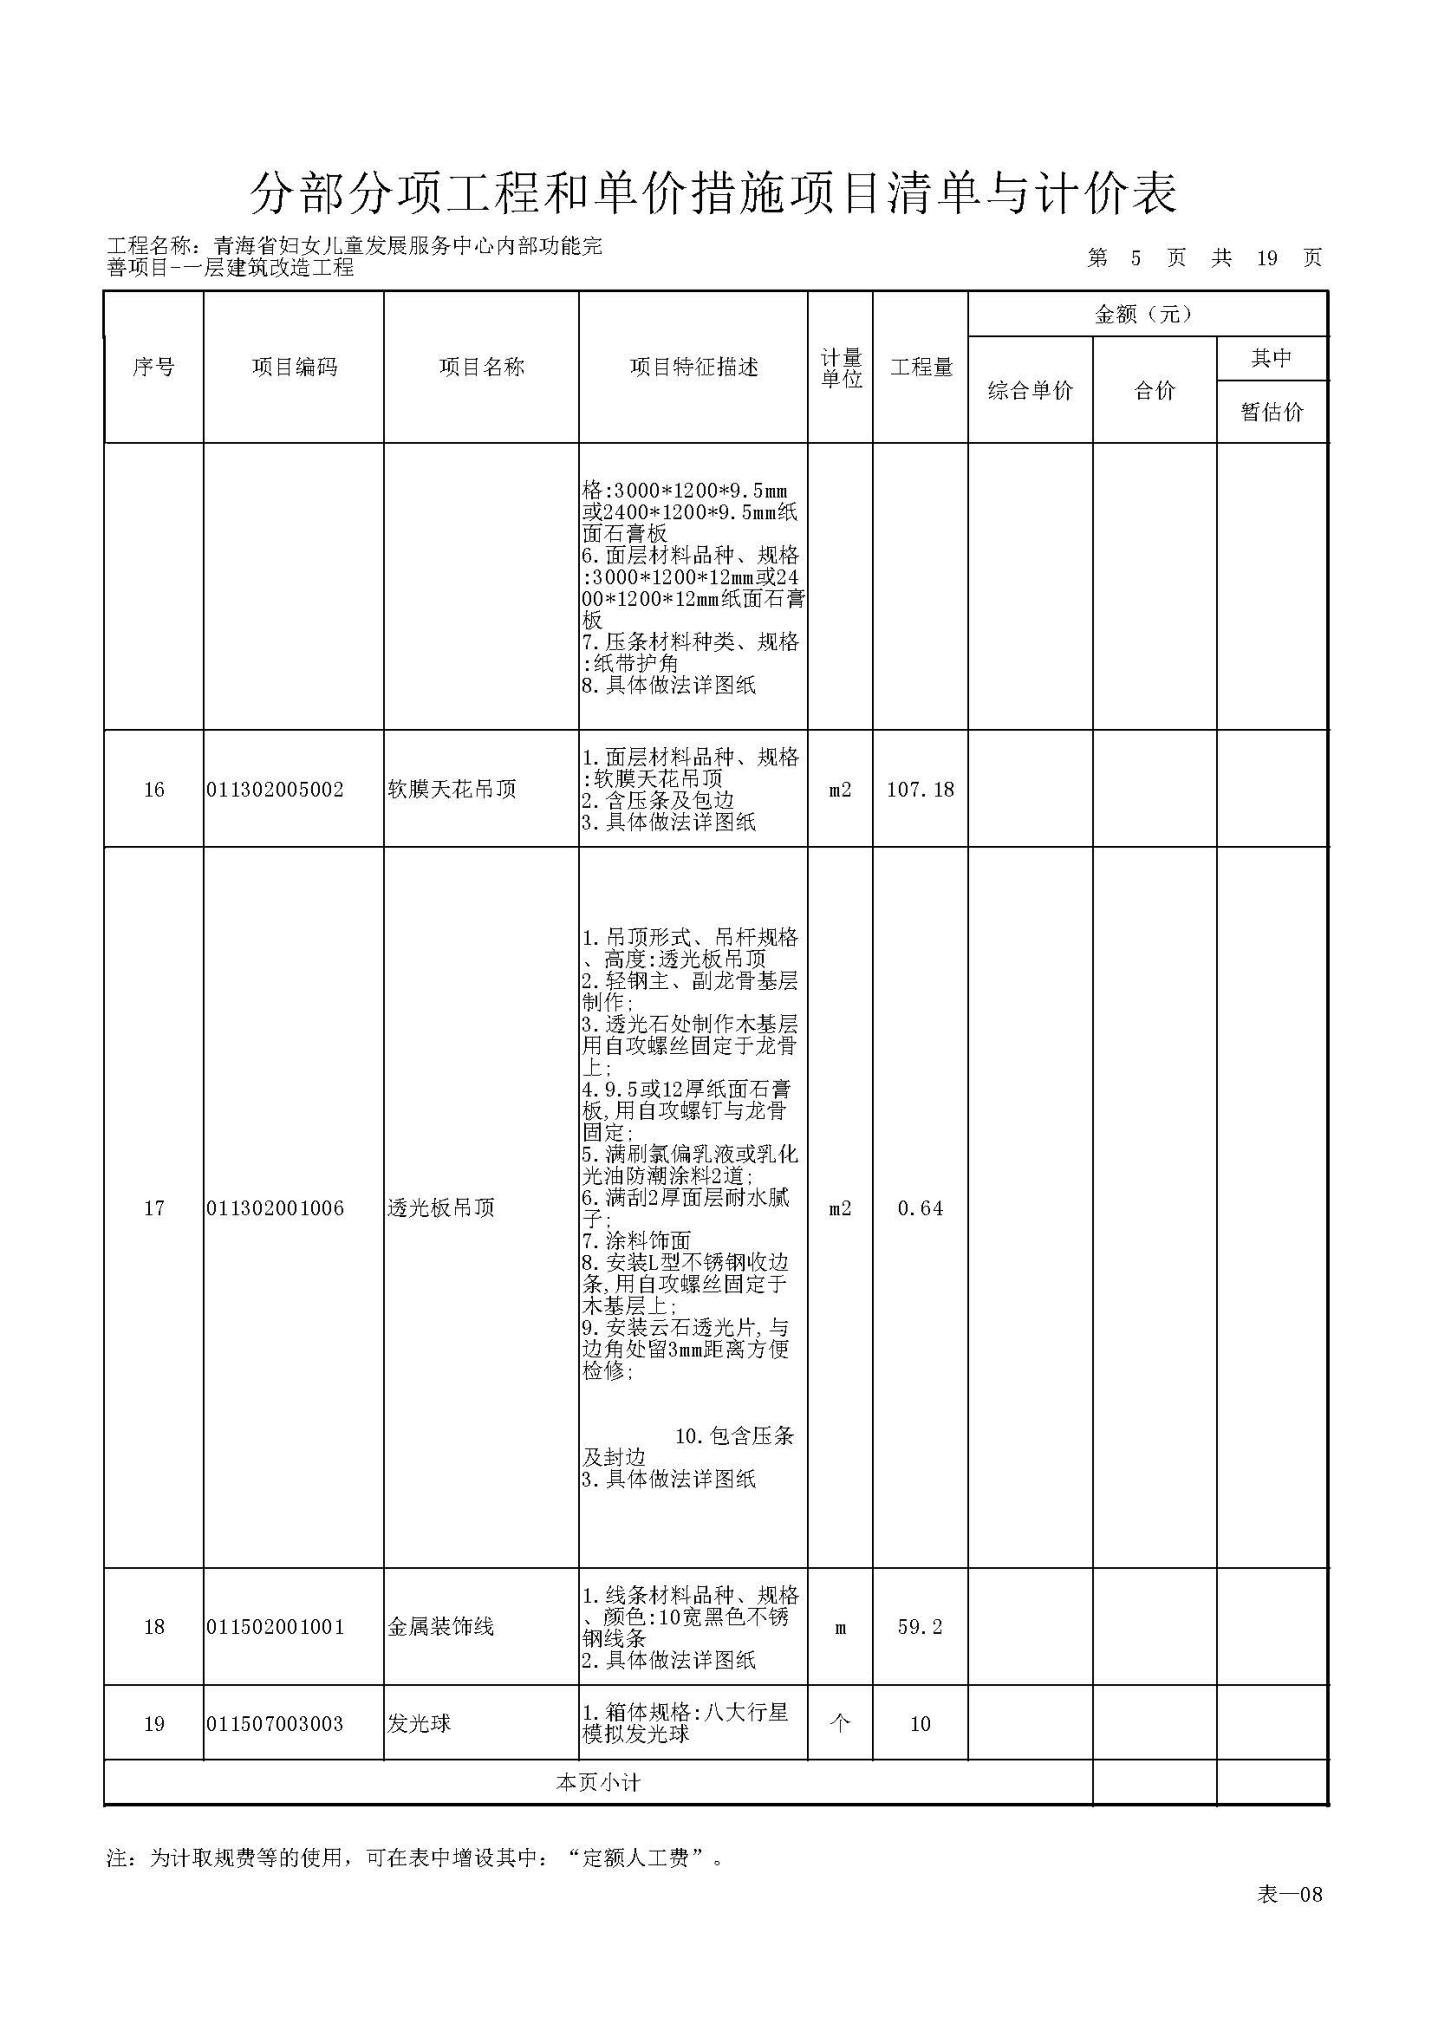 分部分项工程和单价措施项目清单与计价表
工程名称：青海省妇女儿童发展服务中心内部功能完
善项目-一层建筑改造工程
第 5 页 共 19 页
序号 项目编码 项目名称 项目特征描述 计量 单位 工程量 金额（元）
综合单价 合价 其中
暂估价
格:3000*1200*9.5mm
或2400*1200*9.5mm纸
面石膏板
6.面层材料品种、规格
:3000*1200*12mm或24
00*1200*12mm纸面石膏
板
7.压条材料种类、规格
:纸带护角
8.具体做法详图纸
16 011302005002 软膜天花吊顶
1.面层材料品种、规格
:软膜天花吊顶
2.含压条及包边
3.具体做法详图纸
m2 107.18
17 011302001006 透光板吊顶
1.吊顶形式、吊杆规格
、高度:透光板吊顶
2.轻钢主、副龙骨基层
制作;
3.透光石处制作木基层
用自攻螺丝固定于龙骨
上;
4.9.5或12厚纸面石膏
板,用自攻螺钉与龙骨
固定;
5.满刷氯偏乳液或乳化
光油防潮涂料2道;
6.满刮2厚面层耐水腻
子;
7.涂料饰面
8.安装L型不锈钢收边
条,用自攻螺丝固定于
木基层上;
9.安装云石透光片,与
边角处留3mm距离方便
检修;
10.包含压条
及封边
3.具体做法详图纸
m2 0.64
18 011502001001 金属装饰线
1.线条材料品种、规格
、颜色:10宽黑色不锈
钢线条
2.具体做法详图纸
m 59.2
19 011507003003 发光球
1.箱体规格:八大行星
模拟发光球
个 10
本页小计
注：为计取规费等的使用，可在表中增设其中：“定额人工费”。
表—08